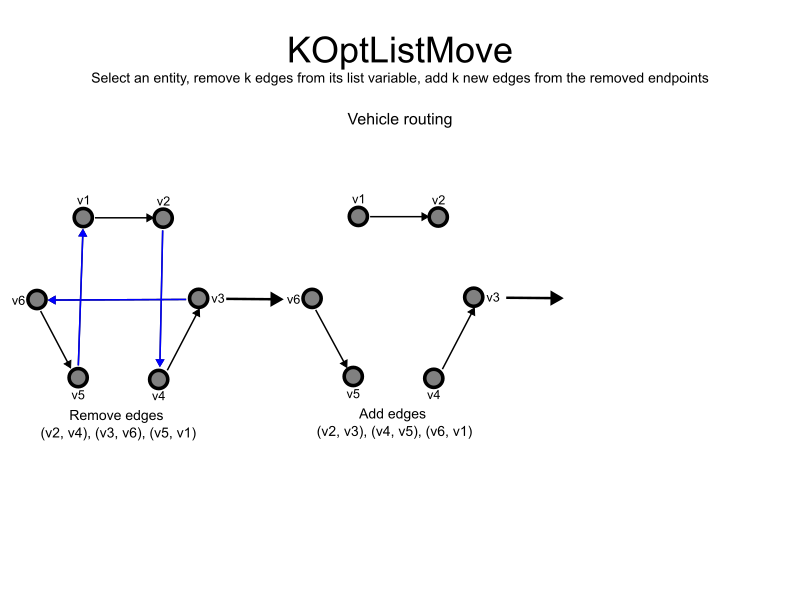 KOptListMove
Select an entity, remove k edges from its list variable, add k new edges from the removed endpoints
Vehicle routing
v1
v2
v6
v3
v5
v4
Remove edges
(v2, v4), (v3, v6), (v5, v1)
v1
v2
v6
v3
v5
v4
Add edges
(v2, v3), (v4, v5), (v6, v1)